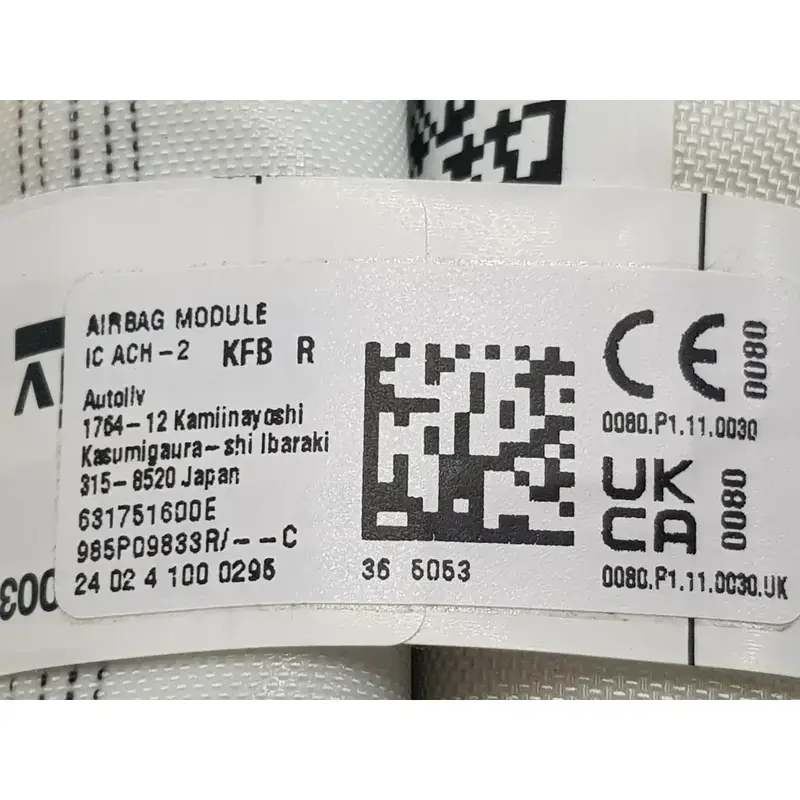 AIRBAG MODULE
IC ACH-2 KFB R
Autoliv
1764-12 Kamiinayoshi
Kasumigaura-shi Ibaraki
315-8520 Japan
631751600E
985P09833R/--C
24 02 4 100 0295
36 5053
CE 0080
0080.P1.11.0030
UK
CA 0080
0080.P1.11.0030.UK
003